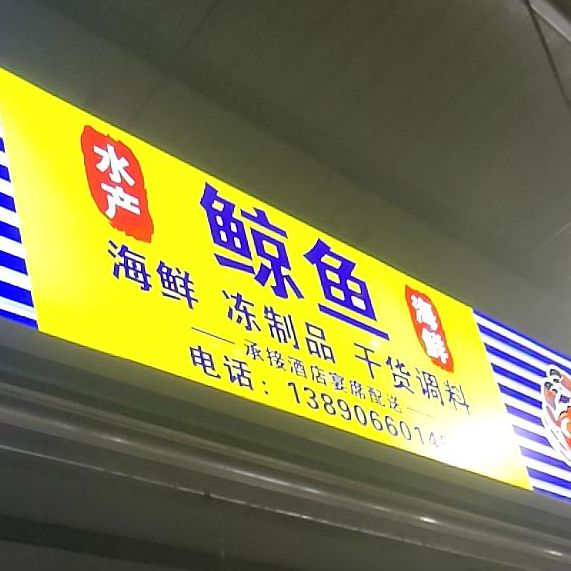 水产
鲸鱼
海鲜
海鲜 冻制品 干货调料
承接酒店宴席配送
电话：1389066014